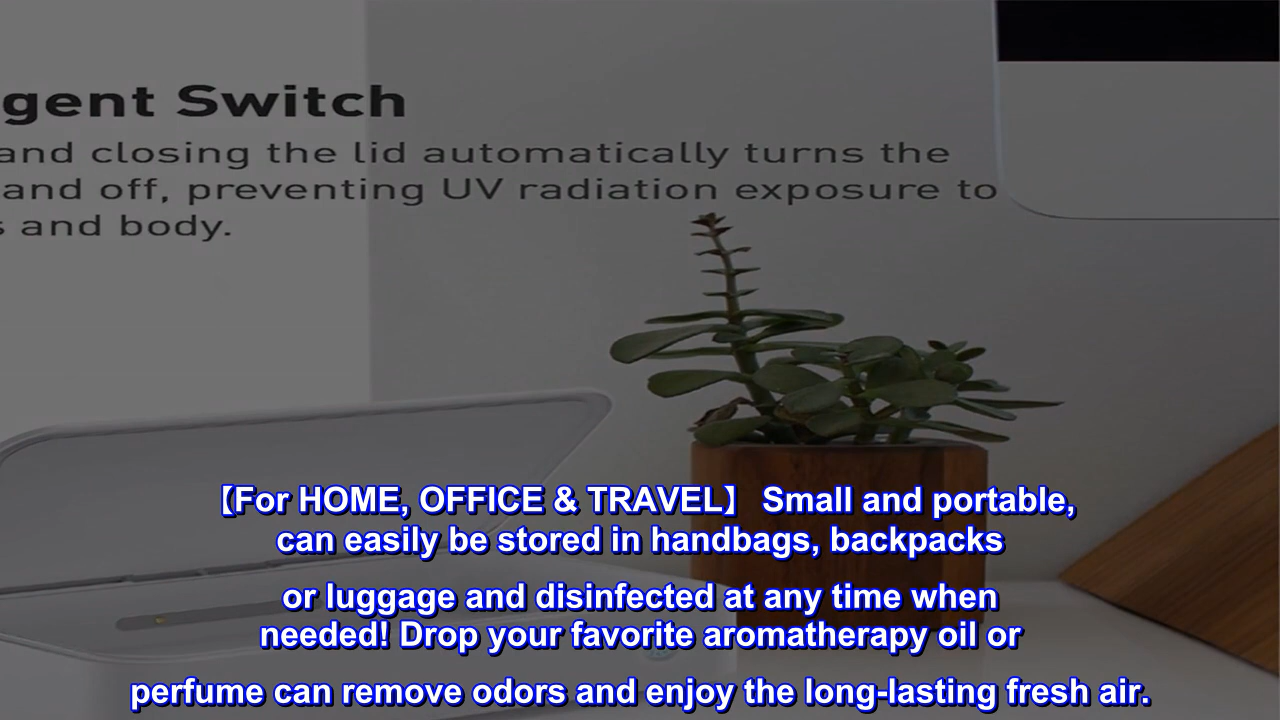 gent Switch
and closing the lid automatically turns the
and off, preventing UV radiation exposure to
s and body.
【For HOME, OFFICE & TRAVEL】 Small and portable,
can easily be stored in handbags, backpacks
or luggage and disinfected at any time when
needed! Drop your favorite aromatherapy oil or
perfume can remove odors and enjoy the long-lasting fresh air.